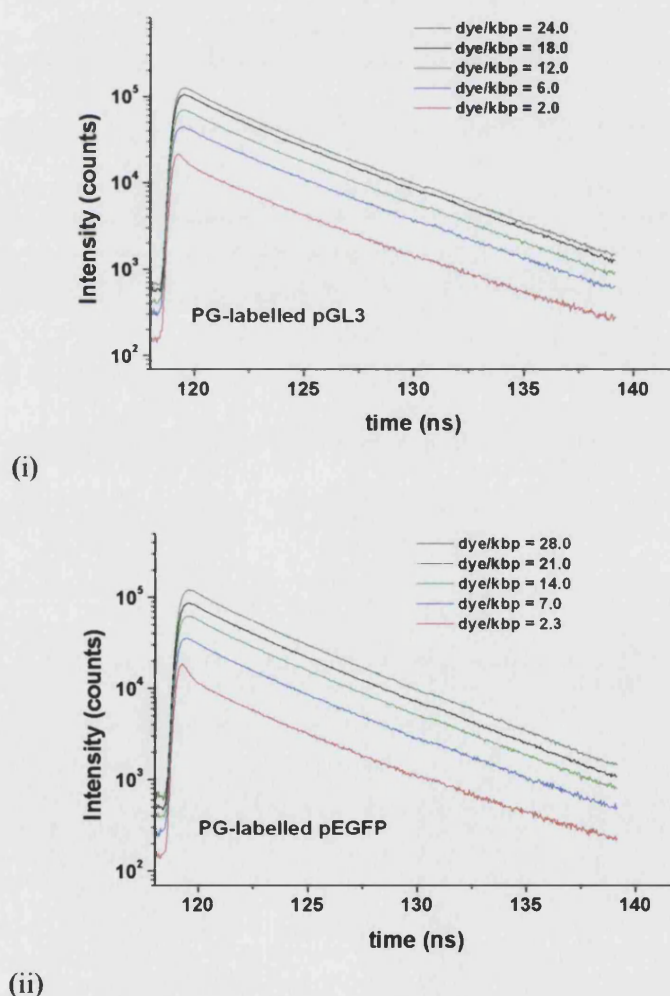 dye/kbp = 24.0
dye/kbp = 18.0
dye/kbp = 12.0
dye/kbp = 6.0
dye/kbp = 2.0
10^5
10^4
10^3
10^2
Intensity (counts)
PG-labelled pGL3
120 125 130 135 140
time (ns)
(i)
dye/kbp = 28.0
dye/kbp = 21.0
dye/kbp = 14.0
dye/kbp = 7.0
dye/kbp = 2.3
10^5
10^4
10^3
10^2
Intensity (counts)
PG-labelled pEGFP
120 125 130 135 140
time (ns)
(ii)